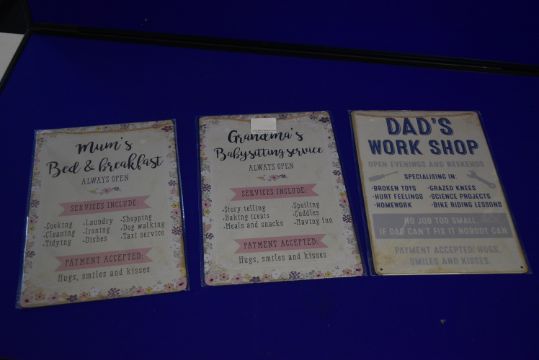 Mum's
Bed & breakfast
ALWAYS OPEN
SERVICES INCLUDE
·Cooking ·Laundry ·Shopping
·Cleaning ·Ironing ·Dog walking
·Tidying ·Dishes ·Taxi service
PAYMENT ACCEPTED:
Hugs, smiles and kisses
Grandma's
Babysitting service
ALWAYS OPEN
SERVICES INCLUDE
·Story telling ·Spoiling
·Baking treats ·Cuddles
·Meals and snacks ·Having fun
PAYMENT ACCEPTED:
Hugs, smiles and kisses
DAD'S
WORK SHOP
OPEN EVENINGS AND WEEKENDS
SPECIALISING IN:
·BROKEN TOYS ·GRAZED KNEES
·HURT FEELINGS ·SCIENCE PROJECTS
·HOMEWORK ·BIKE RIDING LESSONS
NO JOB TOO SMALL
IF DAD CAN'T FIX IT NOBODY CAN
PAYMENT ACCEPTED: HUGS,
SMILES AND KISSES.